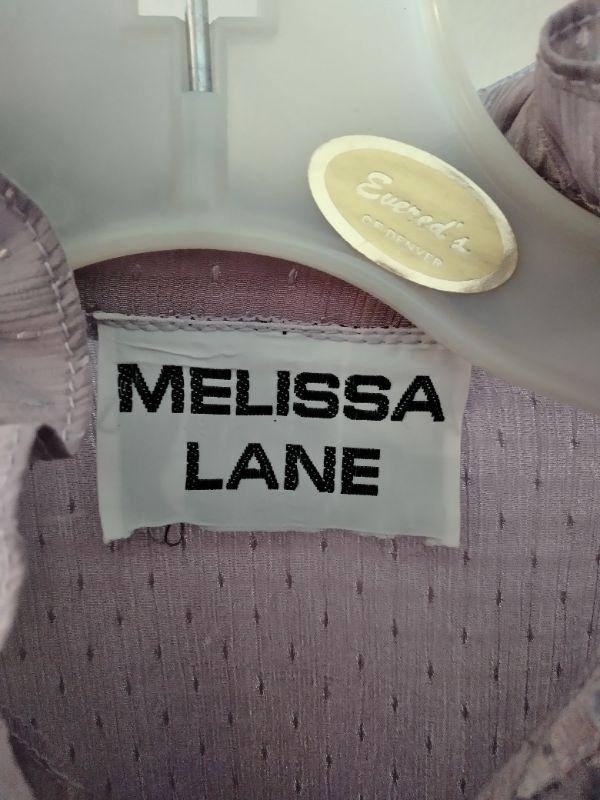 Evered's
OF DENVER
MELISSA
LANE